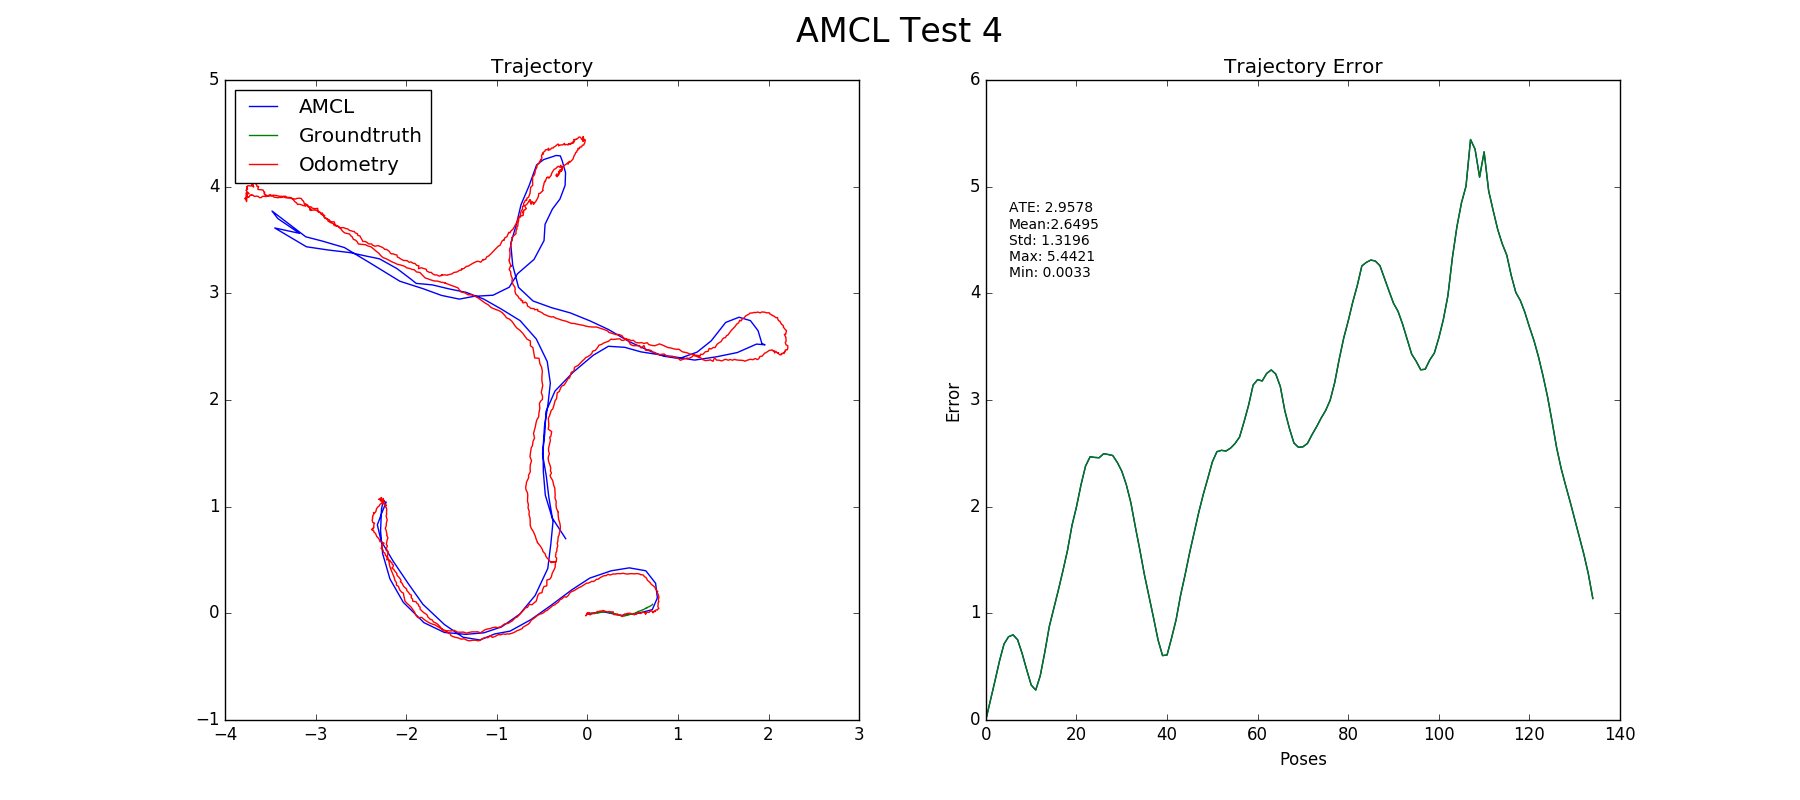 AMCL Test 4
Trajectory
AMCL
Groundtruth
Odometry
5
4
3
2
1
0
−1
−4 −3 −2 −1 0 1 2 3
Trajectory Error
ATE: 2.9578
Mean:2.6495
Std: 1.3196
Max: 5.4421
Min: 0.0033
Error
6
5
4
3
2
1
0
0 20 40 60 80 100 120 140
Poses